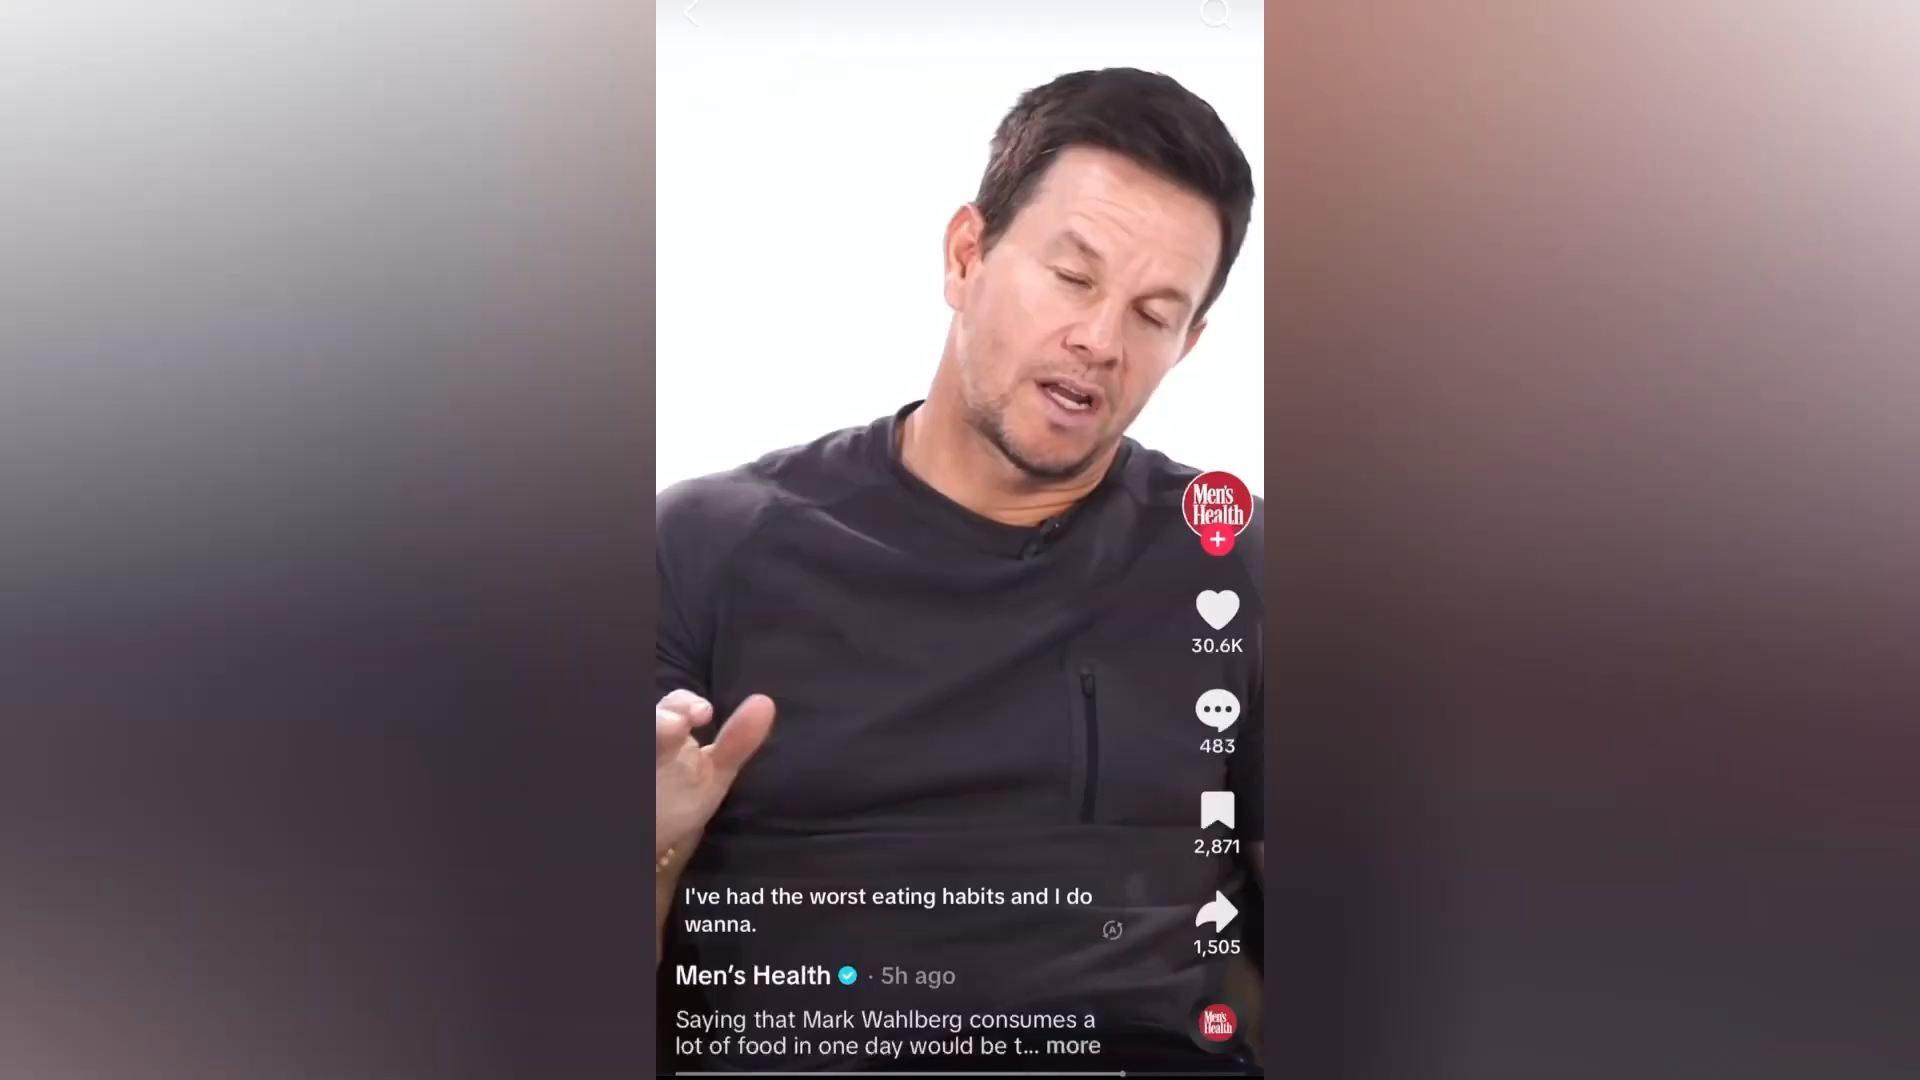 Men's
Health
30.6K
483
2,871
1,505
I've had the worst eating habits and I do
wanna.
Men's Health · 5h ago
Saying that Mark Wahlberg consumes a
lot of food in one day would be t... more
Men's
Health